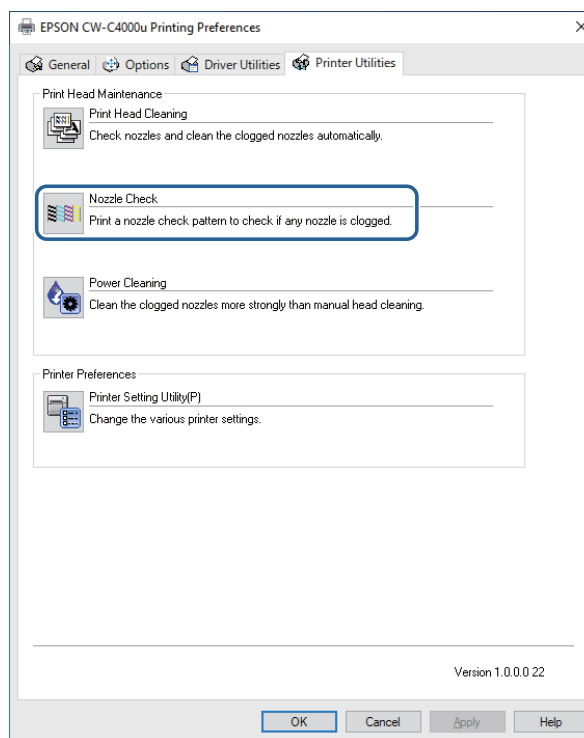 EPSON CW-C4000u Printing Preferences
General Options Driver Utilities Printer Utilities
Print Head Maintenance
Print Head Cleaning
Check nozzles and clean the clogged nozzles automatically.
Nozzle Check
Print a nozzle check pattern to check if any nozzle is clogged.
Power Cleaning
Clean the clogged nozzles more strongly than manual head cleaning.
Printer Preferences
Printer Setting Utility(P)
Change the various printer settings.
Version 1.0.0.0 22
OK Cancel Apply Help